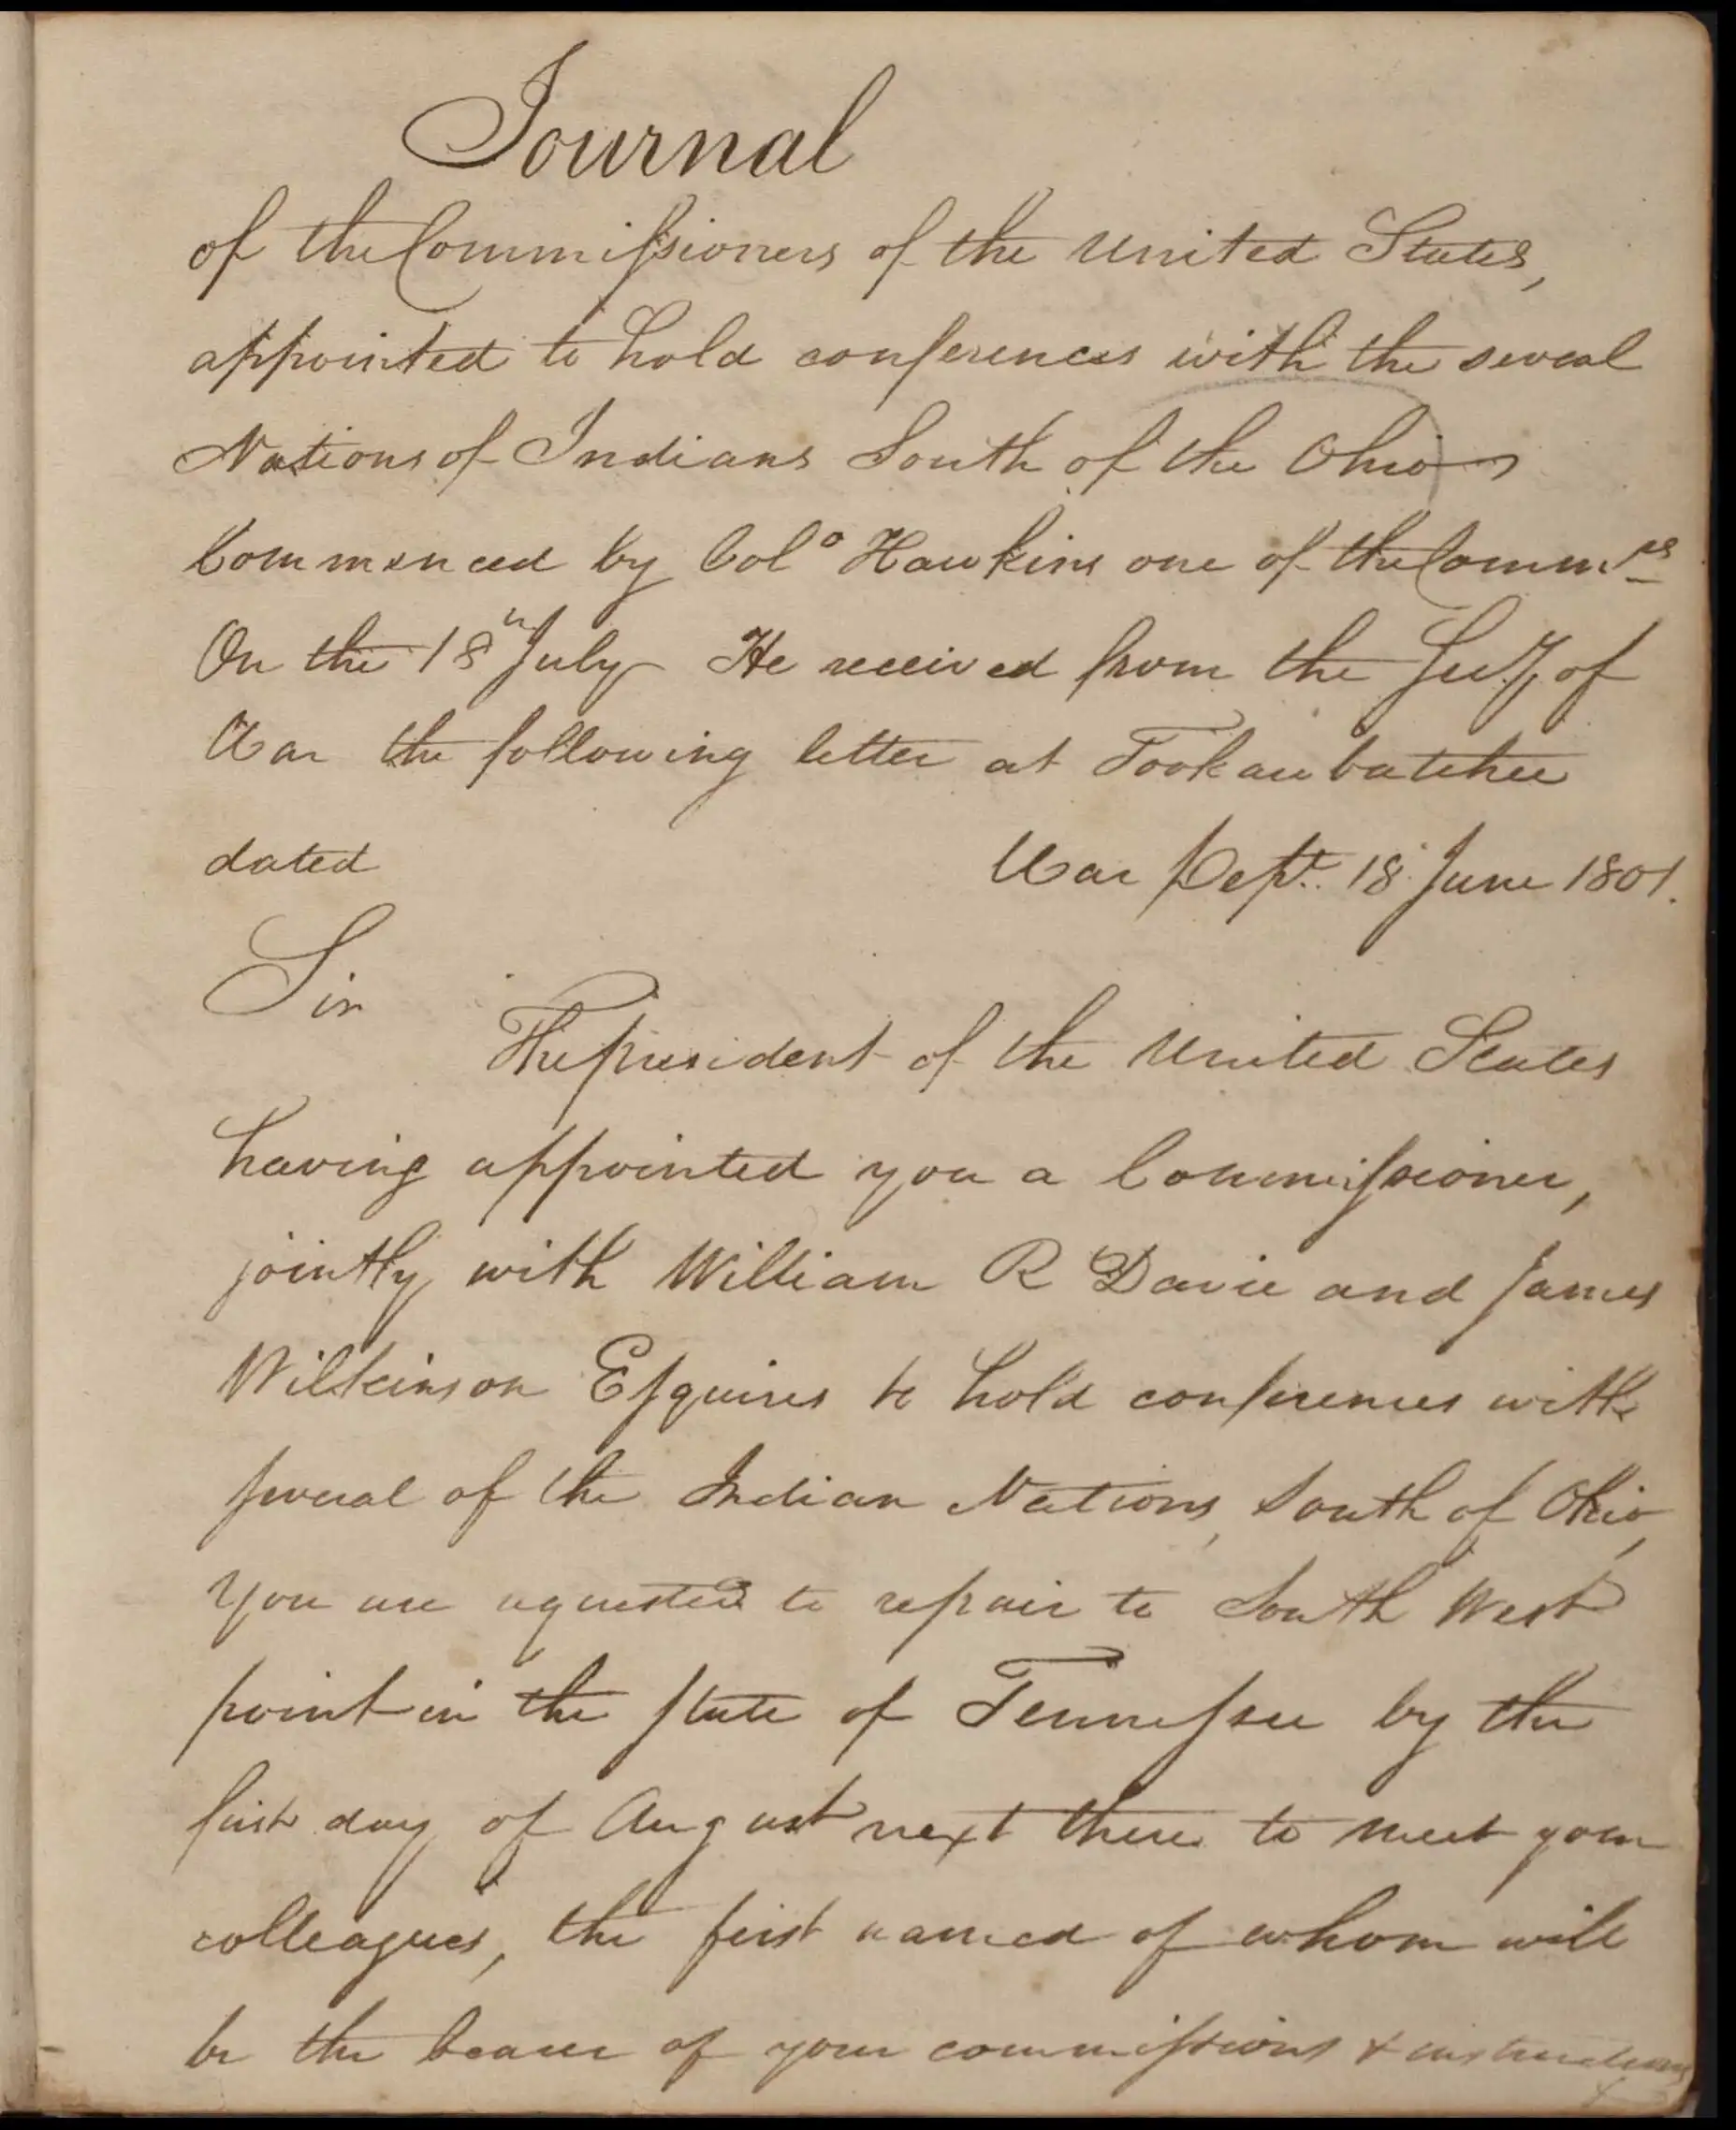 Journal
of the Commissioners of the United States,
appointed to hold conferences with the several
Nations of Indians South of the Ohio
Commenced by Colo Hawkins one of the Commrs
On the 18th July He received from the Secy of
War the following letter at Tookaubatchee
dated War Dept. 18 June 1801.
Sir
The president of the United States
having appointed you a Commissioner,
jointly with William R Davie and James
Wilkinson Esquires to hold conferences with
several of the Indian Nations, South of Ohio,
You are requested to repair to South West
point in the state of Tennessee by the
first day of August next there to meet your
colleagues, the first named of whom will
be the bearer of your commissions & instructions